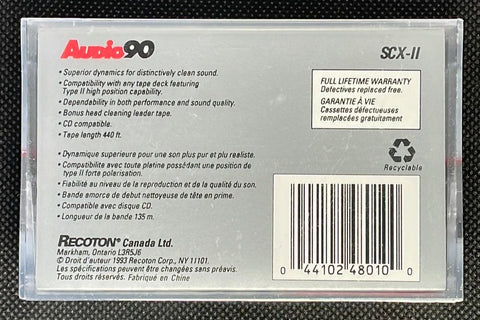 Audio90
SCX-II
• Superior dynamics for distinctively clean sound.
• Compatibility with any tape deck featuring
Type II high position capability.
• Dependability in both performance and sound quality.
• Bonus head cleaning leader tape.
• CD compatible.
• Tape length 440 ft.
FULL LIFETIME WARRANTY
Defectives replaced free.
GARANTIE À VIE
Cassettes défectueuses
remplacées gratuitament
Recyclable
• Dynamique superieure pour une son plus pur et plu realiste.
• Compatibilité avec toute platine possédant une position de
type II forte polarisation.
• Fiabilité au niveau de la reproduction et de la qualité du son.
• Bande amorce de debut nettoyeuse de tête en prime.
• Compatible avec disque CD.
• Longueur de la bande 135 m.
RECOTON® Canada Ltd.
Markham, Ontario L3R5J6
© Droit d'auteur 1993 Recoton Corp., NY 11101.
Les spécifications peuvent être changées sans préavis.
Tous droits réservés. Fabriqué en Chine
0 44102 48010 0